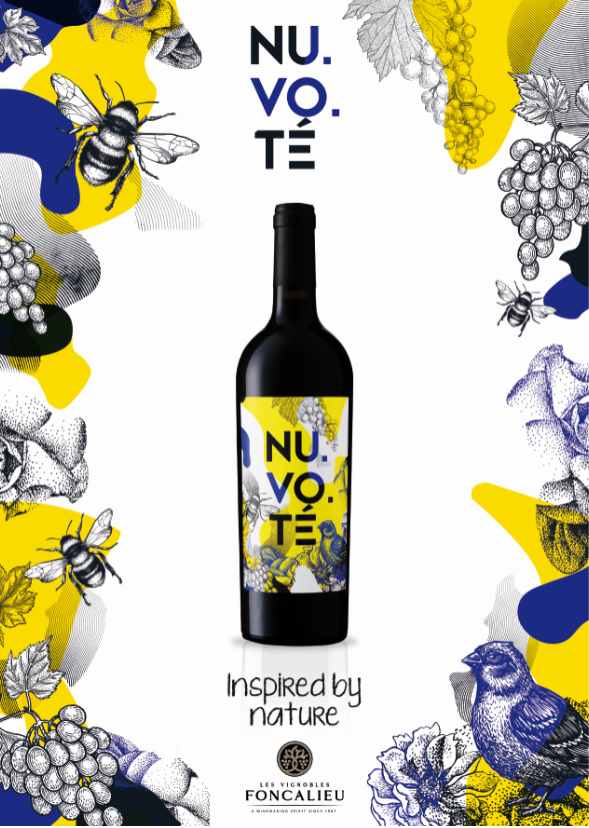 NU.
VO.
TÉ
NU.
VO.
TÉ
Inspired by
nature
LES VIGNOBLES
FONCALIEU
A WINEMAKING SPIRIT SINCE 1967